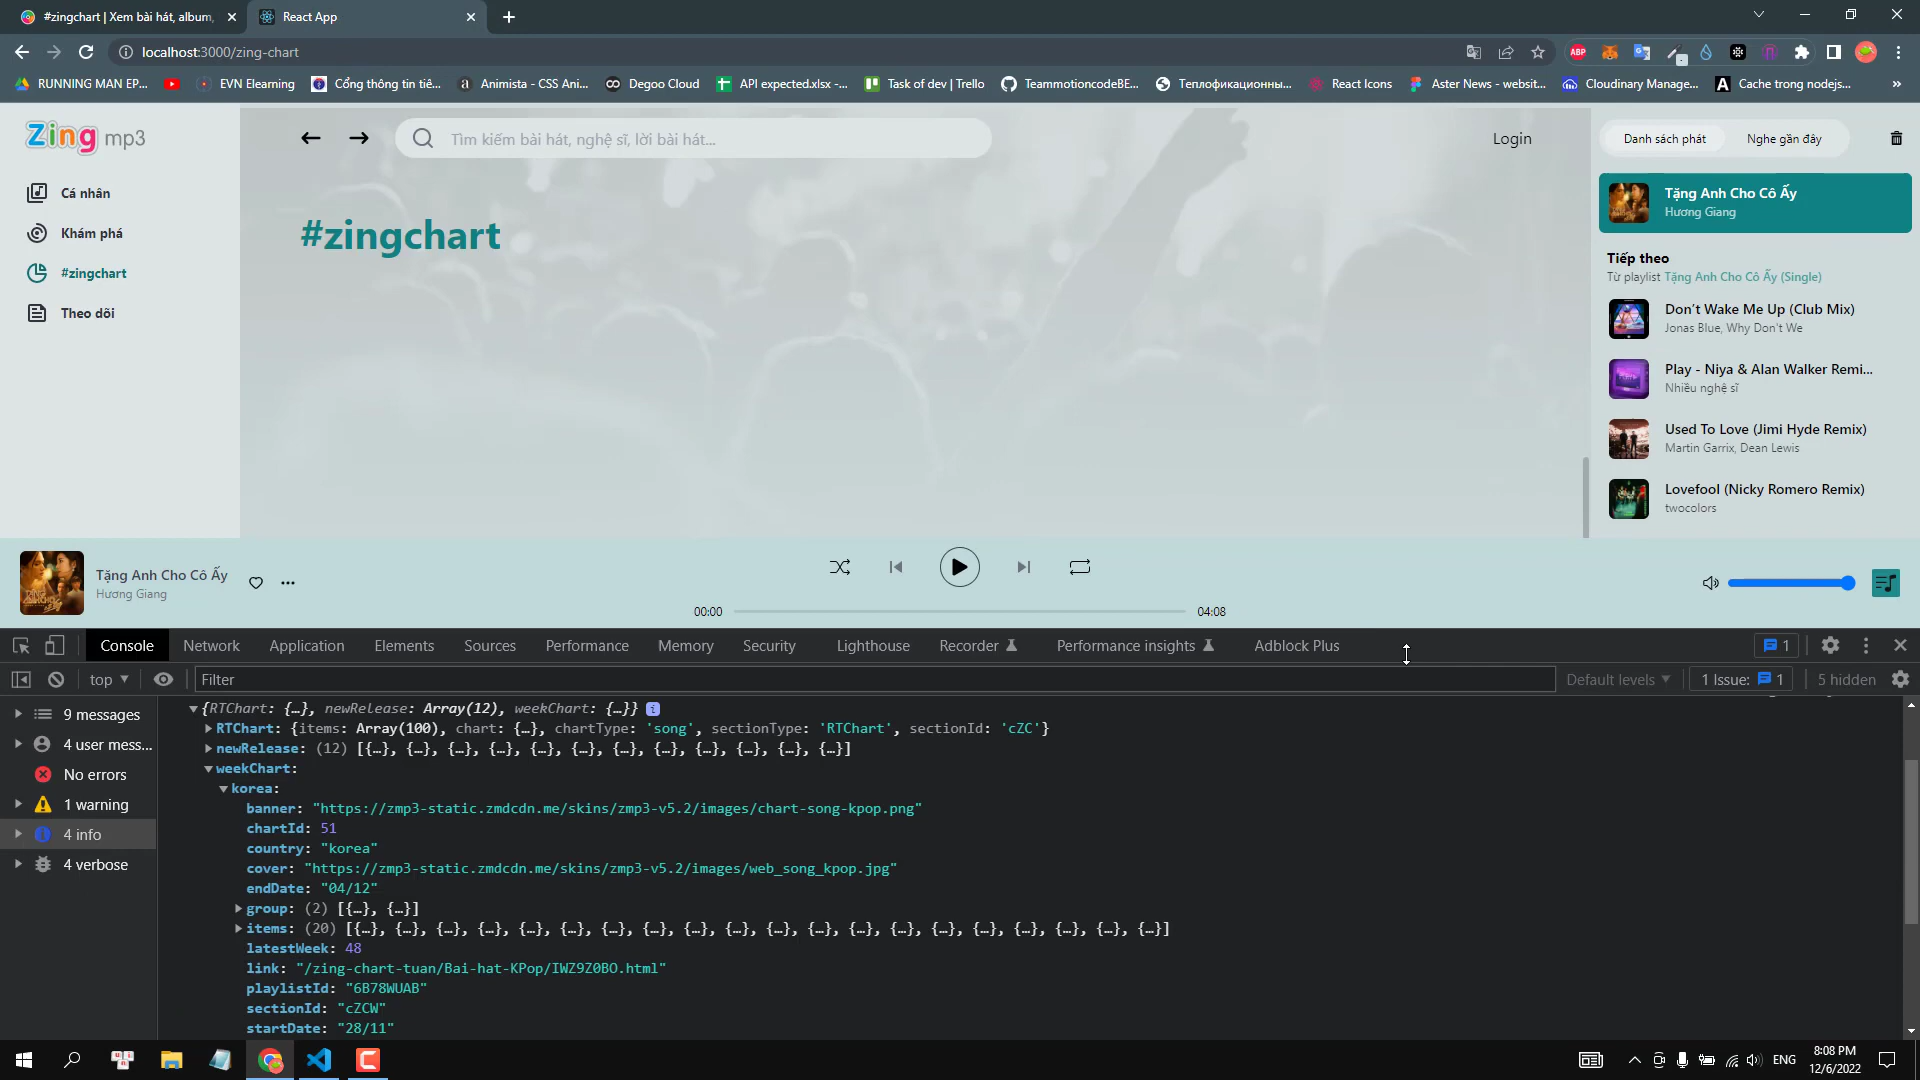 #zingchart | Xem bài hát, album,
React App
localhost:3000/zing-chart
RUNNING MAN EP...
EVN Elearning
Cổng thông tin tiê...
Animista - CSS Ani...
Degoo Cloud
API expected.xlsx -...
Task of dev | Trello
TeammotioncodeBE...
Теплофикационны...
React Icons
Aster News - websit...
Cloudinary Manage...
Cache trong nodejs...
»
Zing mp3
Cá nhân
Khám phá
#zingchart
Theo dõi
Tìm kiếm bài hát, nghệ sĩ, lời bài hát...
Login
#zingchart
Danh sách phát
Nghe gần đây
Tặng Anh Cho Cô Ấy
Hương Giang
Tiếp theo
Từ playlist Tặng Anh Cho Cô Ấy (Single)
Don't Wake Me Up (Club Mix)
Jonas Blue, Why Don't We
Play - Niya & Alan Walker Remi...
Nhiều nghệ sĩ
Used To Love (Jimi Hyde Remix)
Martin Garrix, Dean Lewis
Lovefool (Nicky Romero Remix)
twocolors
Tặng Anh Cho Cô Ấy
Hương Giang
00:00
04:08
Console
Network
Application
Elements
Sources
Performance
Memory
Security
Lighthouse
Recorder
Performance insights
Adblock Plus
1
top
Filter
Default levels
1 Issue: 1
5 hidden
9 messages
4 user mess...
No errors
1 warning
4 info
4 verbose
{RTChart: {…}, newRelease: Array(12), weekChart: {…}}
RTChart: {items: Array(100), chart: {…}, chartType: 'song', sectionType: 'RTChart', sectionId: 'cZC'}
newRelease: (12) [{…}, {…}, {…}, {…}, {…}, {…}, {…}, {…}, {…}, {…}, {…}, {…}]
weekChart:
korea:
banner: "https://zmp3-static.zmdcdn.me/skins/zmp3-v5.2/images/chart-song-kpop.png"
chartId: 51
country: "korea"
cover: "https://zmp3-static.zmdcdn.me/skins/zmp3-v5.2/images/web_song_kpop.jpg"
endDate: "04/12"
group: (2) [{…}, {…}]
items: (20) [{…}, {…}, {…}, {…}, {…}, {…}, {…}, {…}, {…}, {…}, {…}, {…}, {…}, {…}, {…}, {…}, {…}, {…}, {…}, {…}]
latestWeek: 48
link: "/zing-chart-tuan/Bai-hat-KPop/IWZ9Z0BO.html"
playlistId: "6B78WUAB"
sectionId: "cZCW"
startDate: "28/11"
ENG
8:08 PM
12/6/2022